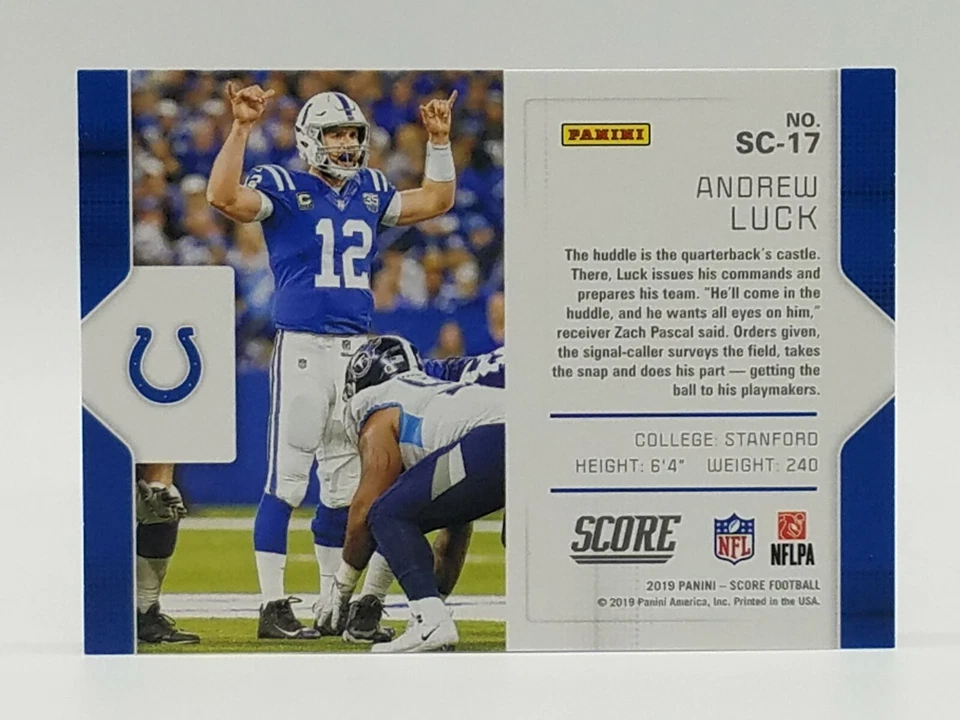 PANINI
NO.
SC-17
ANDREW
LUCK
The huddle is the quarterback's castle.
There, Luck issues his commands and
prepares his team. "He'll come in the
huddle, and he wants all eyes on him,"
receiver Zach Pascal said. Orders given,
the signal-caller surveys the field, takes
the snap and does his part — getting the
ball to his playmakers.
COLLEGE: STANFORD
HEIGHT: 6'4" WEIGHT: 240
SCORE
NFL
NFLPA
2019 PANINI – SCORE FOOTBALL
© 2019 Panini America, Inc. Printed in the USA.
12
12
C
35